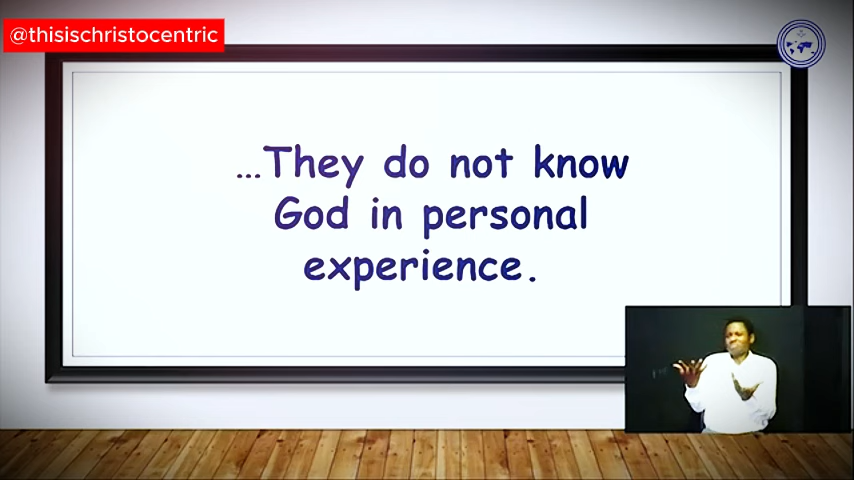 @thisischristocentric
...They do not know
God in personal
experience.